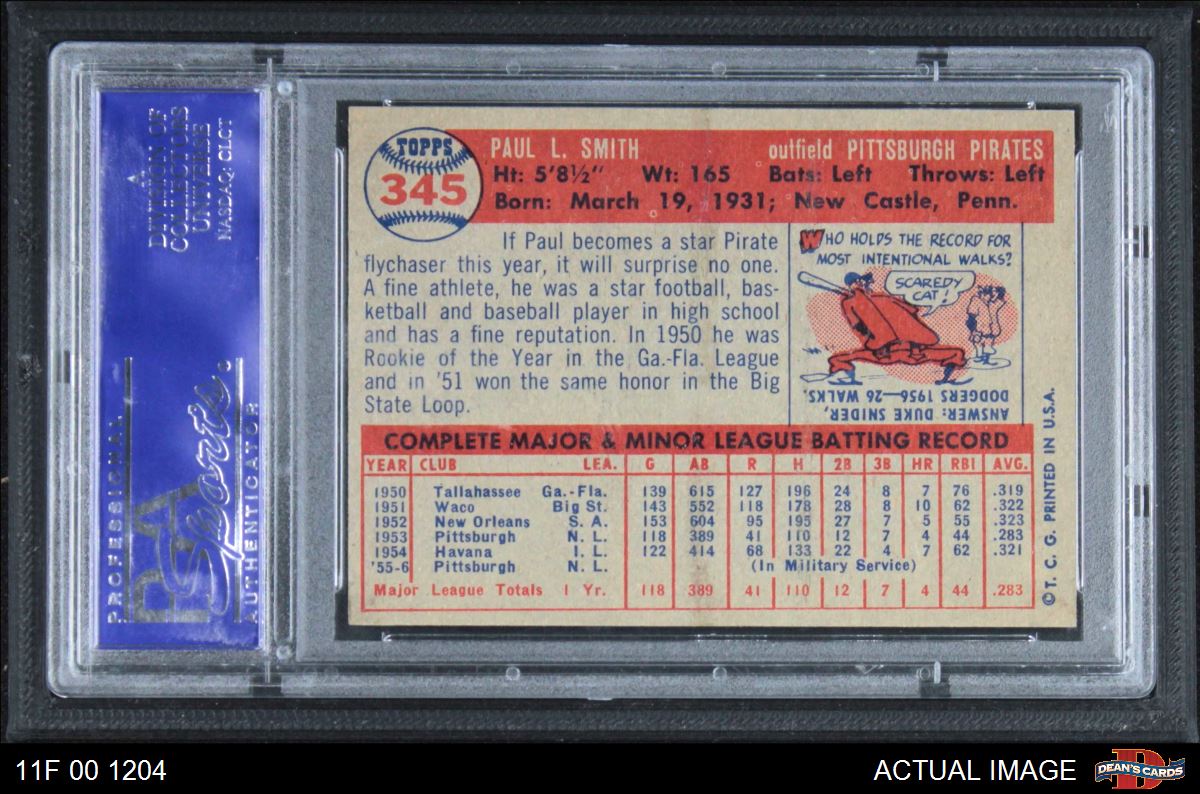 A
DIVISION OF
COLLECTORS
UNIVERSE
NASDAQ: CLCT
PROFESSIONAL
PSA
Sports
AUTHENTICATOR
TOPPS
345
PAUL L. SMITH outfield PITTSBURGH PIRATES
Ht: 5'8½" Wt: 165 Bats: Left Throws: Left
Born: March 19, 1931; New Castle, Penn.
If Paul becomes a star Pirate
flychaser this year, it will surprise no one.
A fine athlete, he was a star football, bas-
ketball and baseball player in high school
and has a fine reputation. In 1950 he was
Rookie of the Year in the Ga.-Fla. League
and in '51 won the same honor in the Big
State Loop.
WHO HOLDS THE RECORD FOR
MOST INTENTIONAL WALKS?
SCAREDY
CAT!
ANSWER: DUKE SNIDER,
DODGERS 1956—26 WALKS.
COMPLETE MAJOR & MINOR LEAGUE BATTING RECORD
YEAR CLUB LEA. G AB R H 2B 3B HR RBI AVG.
1950 Tallahassee Ga.-Fla. 139 615 127 196 24 8 7 76 .319
1951 Waco Big St. 143 552 118 178 28 8 10 62 .322
1952 New Orleans S. A. 153 604 95 195 27 7 5 55 .323
1953 Pittsburgh N. L. 118 389 41 110 12 7 4 44 .283
1954 Havana I. L. 122 414 68 133 22 4 7 62 .321
'55-6 Pittsburgh N. L. (In Military Service)
Major League Totals 1 Yr. 118 389 41 110 12 7 4 44 .283
© T. C. G. PRINTED IN U.S.A.
11F 00 1204
ACTUAL IMAGE
D
DEAN'S CARDS